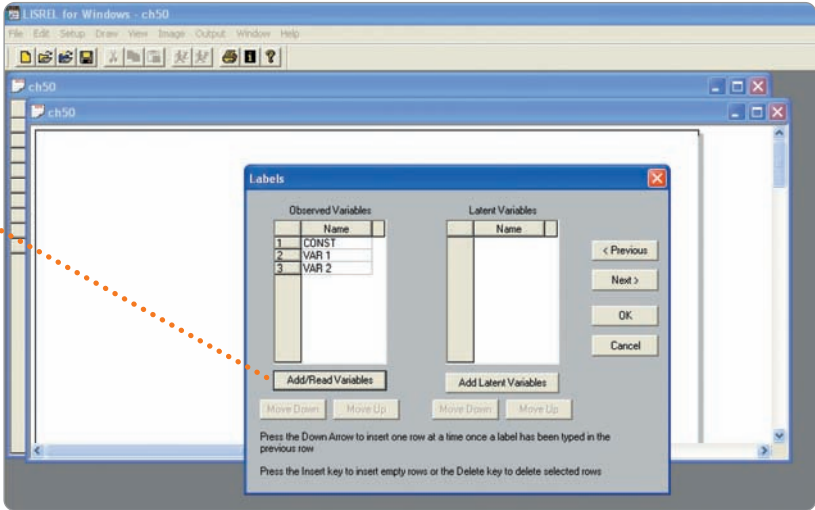 LISREL for Windows - ch50
File Edit Setup Draw View Image Output Window Help
ch50
ch50
Labels
Observed Variables
Name
1 CONST
2 VAR 1
3 VAR 2
Add/Read Variables
Move Down Move Up
Latent Variables
Name
Add Latent Variables
Move Down Move Up
< Previous
Next >
OK
Cancel
Press the Down Arrow to insert one row at a time once a label has been typed in the
previous row
Press the Insert key to insert empty rows or the Delete key to delete selected rows